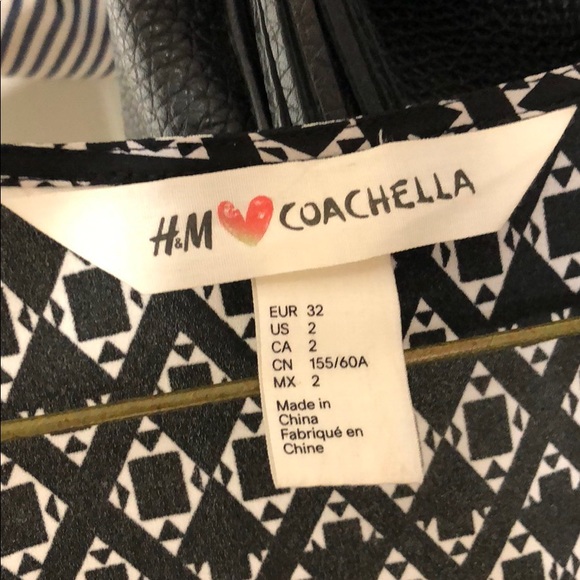 H&M COACHELLA
EUR 32
US 2
CA 2
CN 155/60A
MX 2
Made in
China
Fabriqué en
Chine